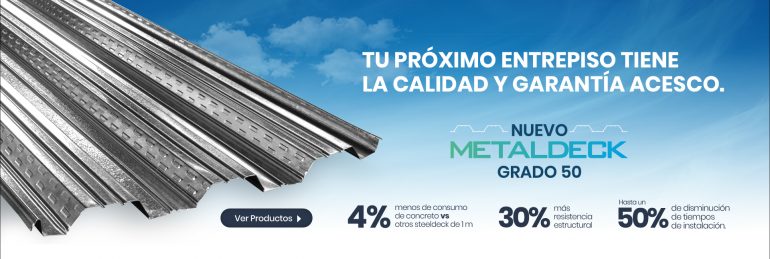 TU PRÓXIMO ENTREPISO TIENE
LA CALIDAD Y GARANTÍA ACESCO.
NUEVO
METALDECK
GRADO 50
Ver Productos
4% menos de consumo
de concreto vs
otros steeldeck de 1 m
30% más
resistencia
estructural
Hasta un
50% de disminución
de tiempos
de instalación.